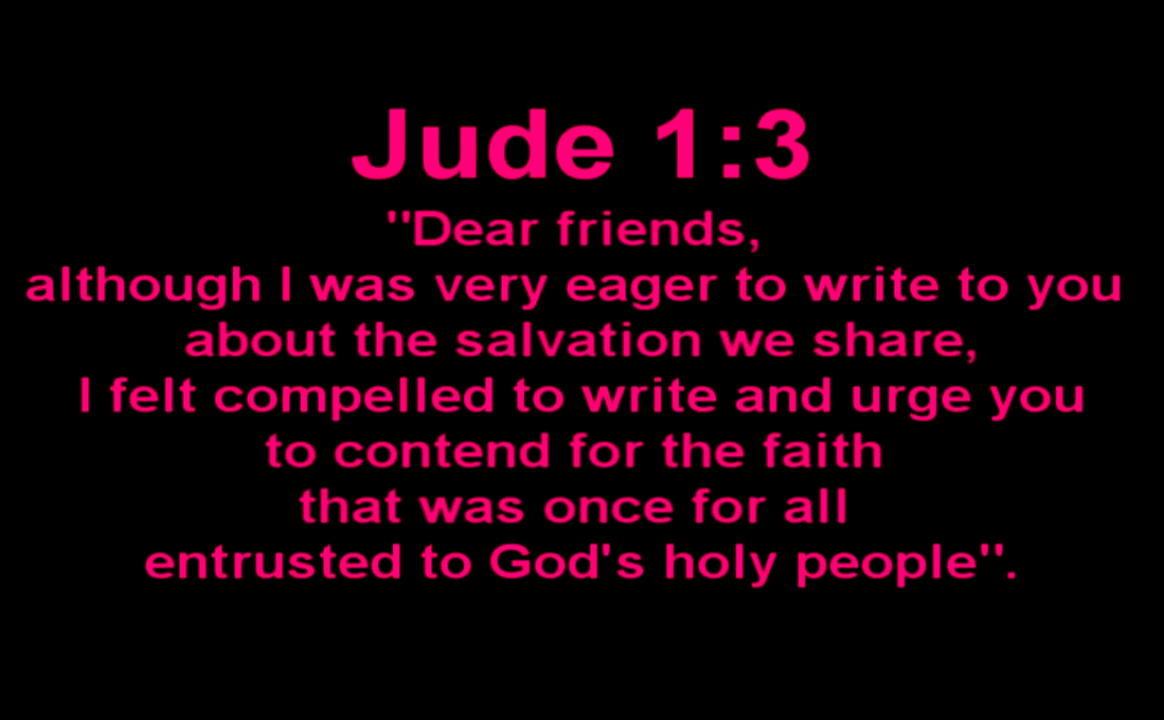 Jude 1:3
"Dear friends,
although I was very eager to write to you
about the salvation we share,
I felt compelled to write and urge you
to contend for the faith
that was once for all
entrusted to God's holy people".